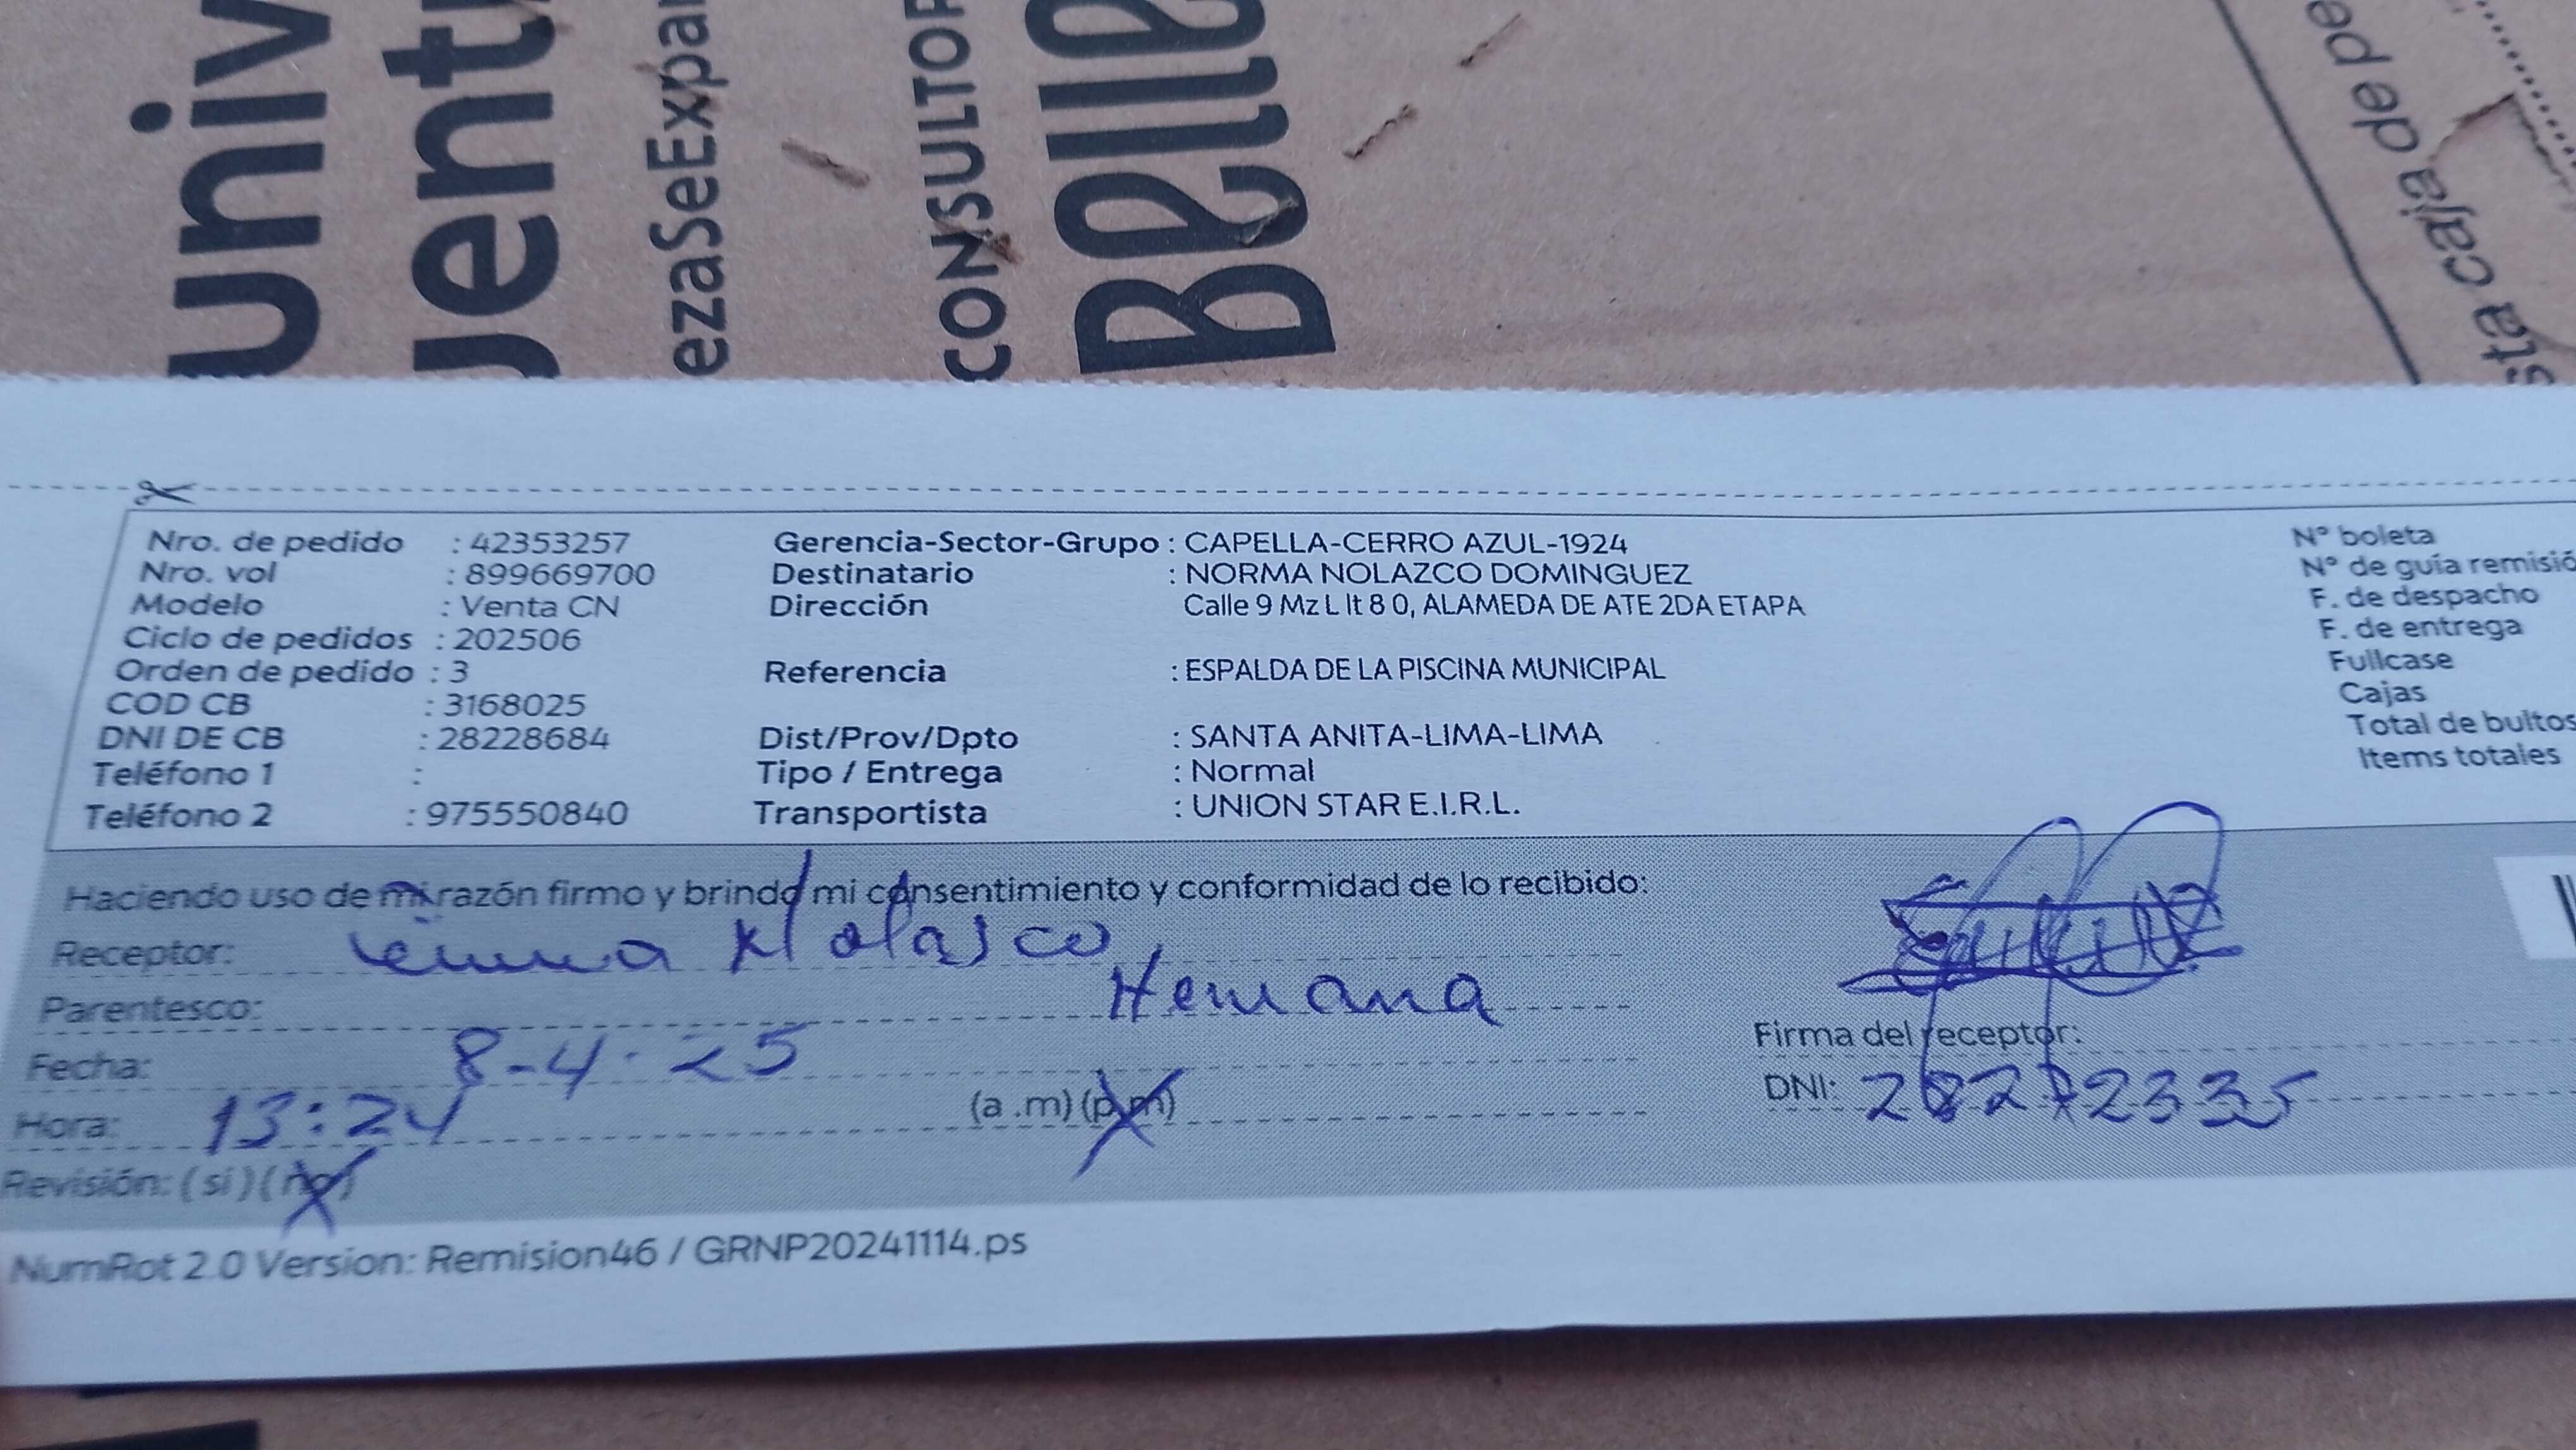 univ
uent
ezaSeExpan
CONSULTOR
Belle
sta caja de pe
Nro. de pedido : 42353257
Nro. vol : 899669700
Modelo : Venta CN
Ciclo de pedidos : 202506
Orden de pedido : 3
COD CB : 3168025
DNI DE CB : 28228684
Teléfono 1 :
Teléfono 2 : 975550840
Gerencia-Sector-Grupo : CAPELLA-CERRO AZUL-1924
Destinatario : NORMA NOLAZCO DOMINGUEZ
Dirección Calle 9 Mz L lt 8 0, ALAMEDA DE ATE 2DA ETAPA
Referencia : ESPALDA DE LA PISCINA MUNICIPAL
Dist/Prov/Dpto : SANTA ANITA-LIMA-LIMA
Tipo / Entrega : Normal
Transportista : UNION STAR E.I.R.L.
N° boleta
N° de guía remisió
F. de despacho
F. de entrega
Fullcase
Cajas
Total de bultos
Items totales
Haciendo uso de mi razón firmo y brindo mi consentimiento y conformidad de lo recibido:
Receptor: Nolasco
Parentesco: Hemana
Fecha: 8-4-25
Hora: 13:24 (a .m) (p.m)
Revisión: (si) (no)
Firma del receptor:
DNI:
NumRot 2.0 Version: Remision46 / GRNP20241114.ps